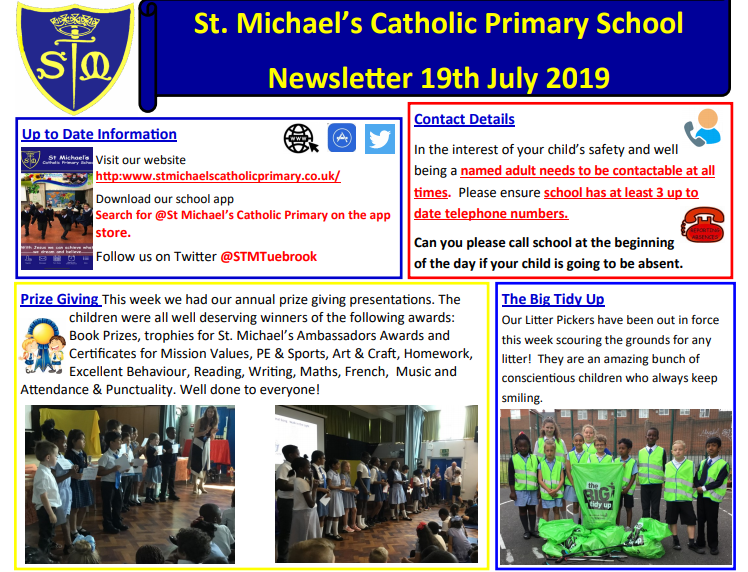 St. Michael's Catholic Primary School
Newsletter 19th July 2019
STM
Up to Date Information
www
St Michael's
Catholic Primary School
Visit our website
http:www.stmichaelscatholicprimary.co.uk/
Download our school app
Search for @St Michael's Catholic Primary on the app
store.
Follow us on Twitter @STMTuebrook
Contact Details
In the interest of your child's safety and well
being a named adult needs to be contactable at all
times. Please ensure school has at least 3 up to
date telephone numbers.
REPORTING
ABSENCES
Can you please call school at the beginning
of the day if your child is going to be absent.
Prize Giving This week we had our annual prize giving presentations. The
children were all well deserving winners of the following awards:
Book Prizes, trophies for St. Michael's Ambassadors Awards and
Certificates for Mission Values, PE & Sports, Art & Craft, Homework,
Excellent Behaviour, Reading, Writing, Maths, French, Music and
Attendance & Punctuality. Well done to everyone!
The Big Tidy Up
Our Litter Pickers have been out in force
this week scouring the grounds for any
litter! They are an amazing bunch of
conscientious children who always keep
smiling.
the
BIG
tidy up